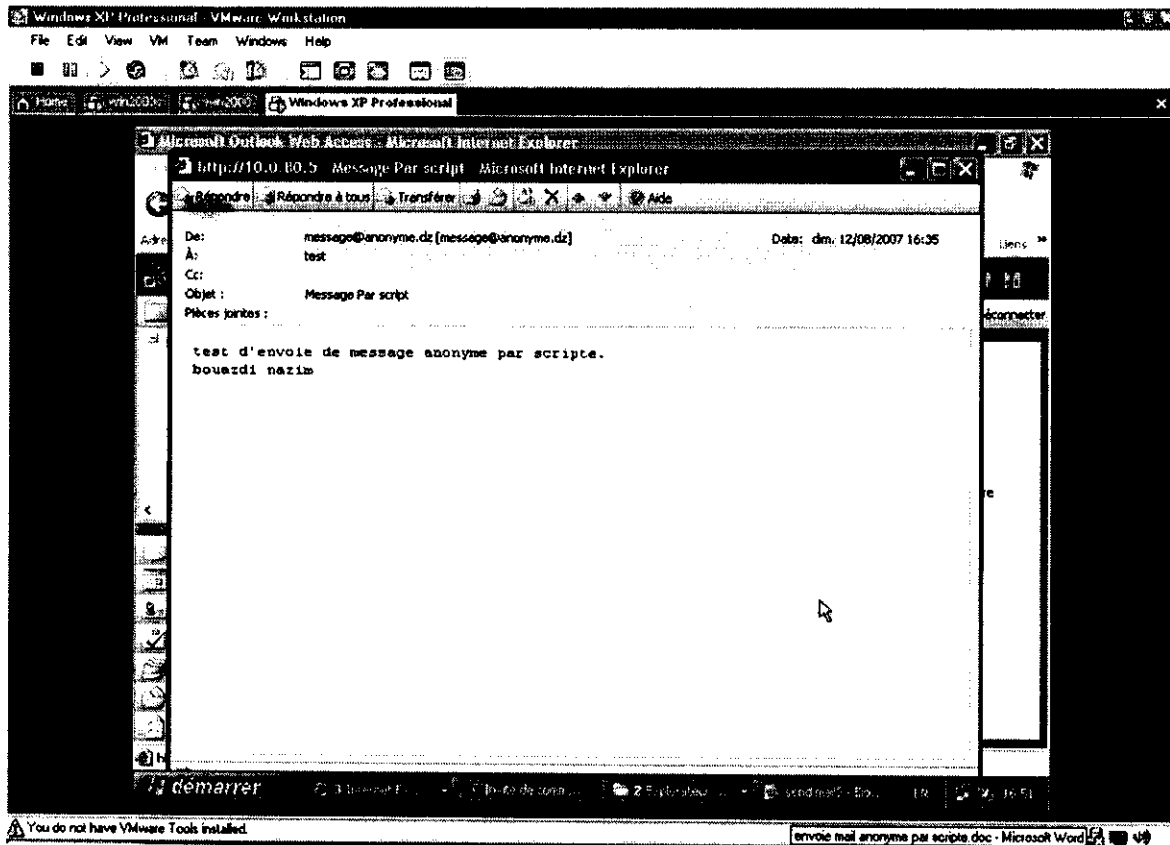 Windows XP Professional - VMware Workstation
File Edit View VM Team Windows Help
Home
Windows XP Professional
Microsoft Outlook Web Access - Microsoft Internet Explorer
http://10.0.80.5 - Message Par script - Microsoft Internet Explorer
Répondre Répondre à tous Transférer Aide
De: message@anonyme.dz [message@anonyme.dz] Date: dim. 12/08/2007 16:35
À: test
Cc:
Objet : Message Par script
Pièces jointes :
Liens
test d'envoie de message anonyme par scripte.
bouazdi nazim
démarrer
FR 16:51
You do not have VMware Tools installed.
envoie mail anonyme par scripte.doc - Microsoft Word